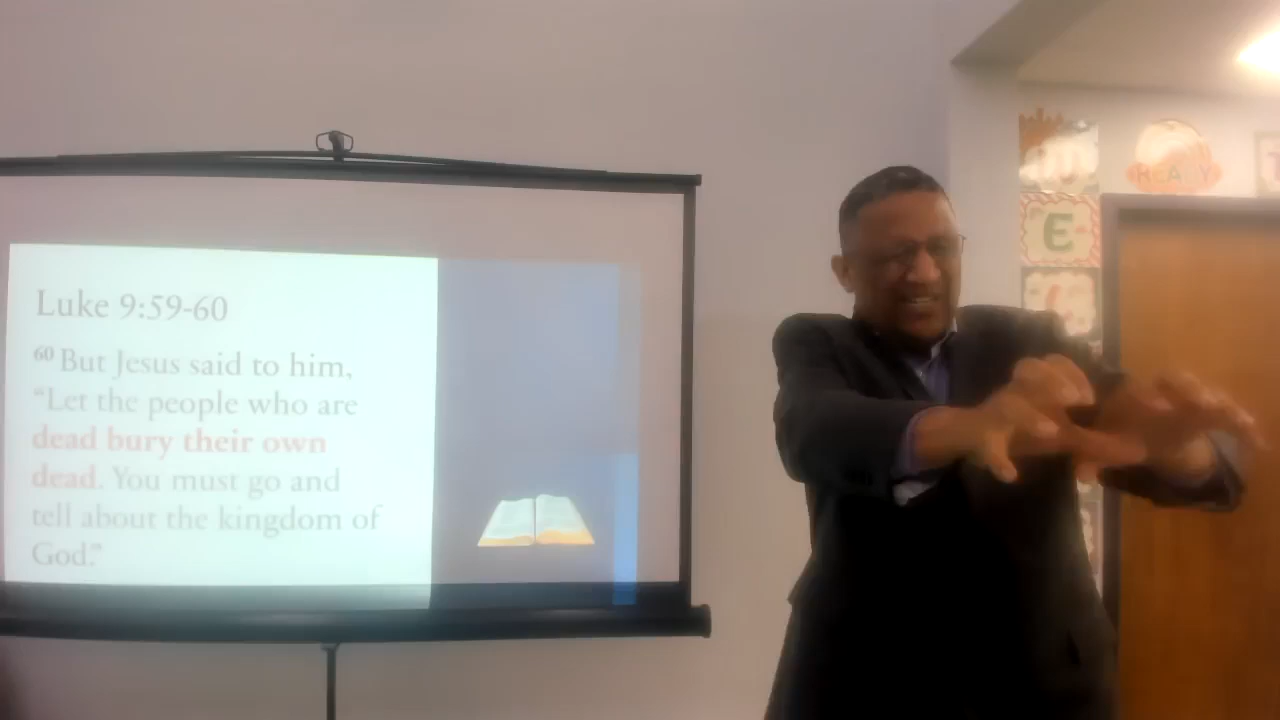 Luke 9:59-60
60 But Jesus said to him,
“Let the people who are
dead bury their own
dead. You must go and
tell about the kingdom of
God.”
E
READY